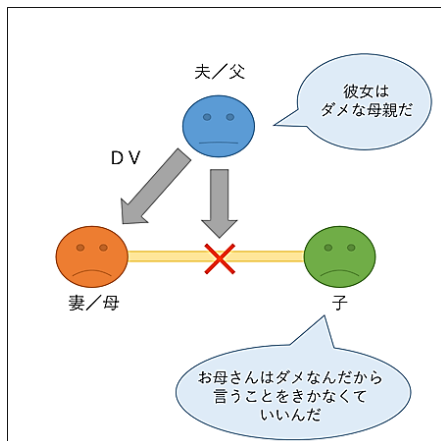 夫／父
彼女は
ダメな母親だ
ＤＶ
妻／母
子
お母さんはダメなんだから
言うことをきかなくて
いいんだ